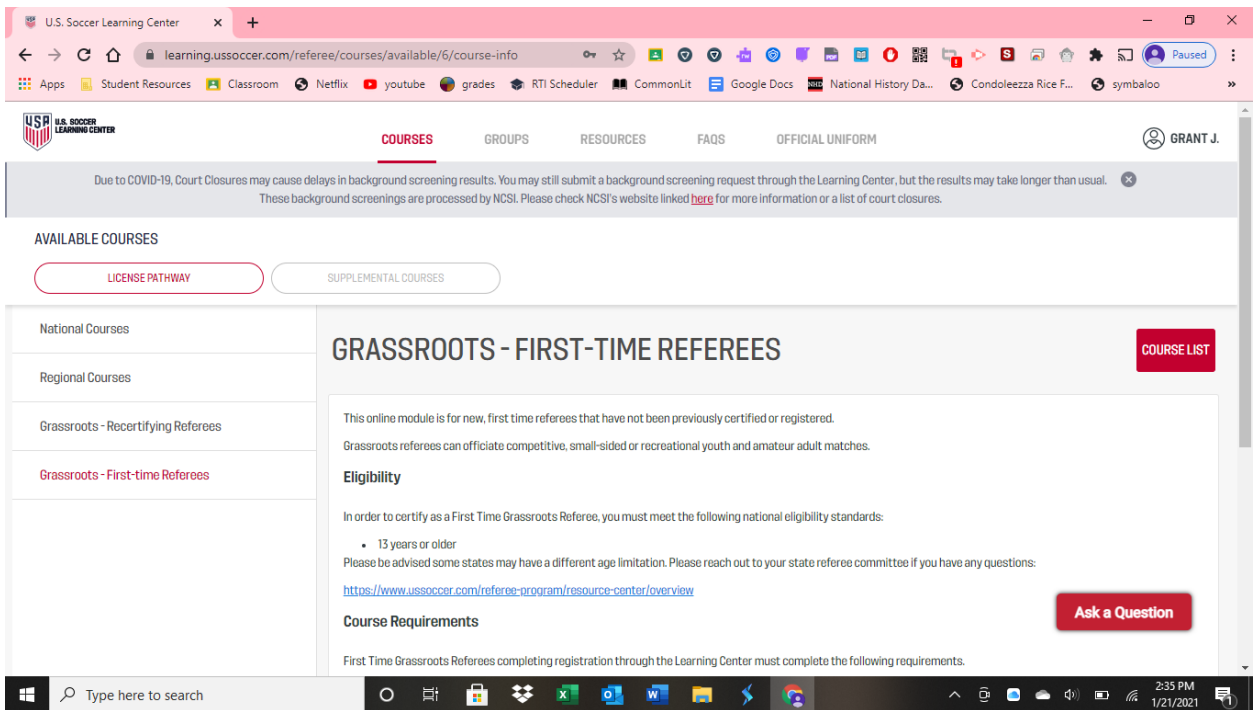 U.S. Soccer Learning Center
learning.ussoccer.com/referee/courses/available/6/course-info
Paused
Apps Student Resources Classroom Netflix youtube grades RTI Scheduler CommonLit Google Docs National History Da... Condoleezza Rice F... symbaloo
U.S. SOCCER
LEARNING CENTER
COURSES GROUPS RESOURCES FAQS OFFICIAL UNIFORM GRANT J.
Due to COVID-19, Court Closures may cause delays in background screening results. You may still submit a background screening request through the Learning Center, but the results may take longer than usual.
These background screenings are processed by NCSI. Please check NCSI's website linked here for more information or a list of court closures.
AVAILABLE COURSES
LICENSE PATHWAY SUPPLEMENTAL COURSES
National Courses
Regional Courses
Grassroots - Recertifying Referees
Grassroots - First-time Referees
GRASSROOTS - FIRST-TIME REFEREES
COURSE LIST
This online module is for new, first time referees that have not been previously certified or registered.
Grassroots referees can officiate competitive, small-sided or recreational youth and amateur adult matches.
Eligibility
In order to certify as a First Time Grassroots Referee, you must meet the following national eligibility standards:
• 13 years or older
Please be advised some states may have a different age limitation. Please reach out to your state referee committee if you have any questions:
https://www.ussoccer.com/referee-program/resource-center/overview
Ask a Question
Course Requirements
First Time Grassroots Referees completing registration through the Learning Center must complete the following requirements.
Type here to search
2:35 PM
1/21/2021